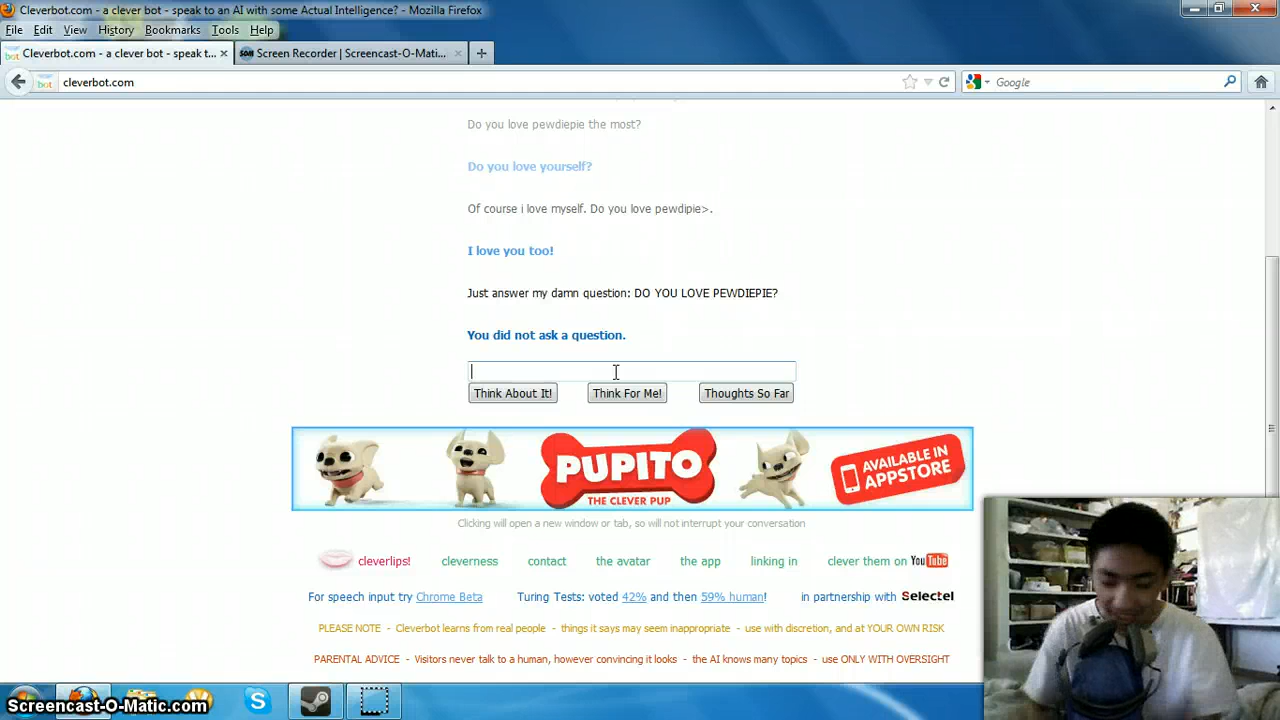 Cleverbot.com - a clever bot - speak to an AI with some Actual Intelligence? - Mozilla Firefox
File Edit View History Bookmarks Tools Help
Cleverbot.com - a clever bot - speak t... Screen Recorder | Screencast-O-Mati...
cleverbot.com Google
Do you love pewdiepie the most?
Do you love yourself?
Of course i love myself. Do you love pewdipie>.
I love you too!
Just answer my damn question: DO YOU LOVE PEWDIEPIE?
You did not ask a question.
Think About It! Think For Me! Thoughts So Far
PUPITO
THE CLEVER PUP
AVAILABLE IN
APPSTORE
Clicking will open a new window or tab, so will not interrupt your conversation
cleverlips! cleverness contact the avatar the app linking in clever them on YouTube
For speech input try Chrome Beta Turing Tests: voted 42% and then 59% human! in partnership with Selectel
PLEASE NOTE - Cleverbot learns from real people - things it says may seem inappropriate - use with discretion, and at YOUR OWN RISK
PARENTAL ADVICE - Visitors never talk to a human, however convincing it looks - the AI knows many topics - use ONLY WITH OVERSIGHT
Screencast-O-Matic.com